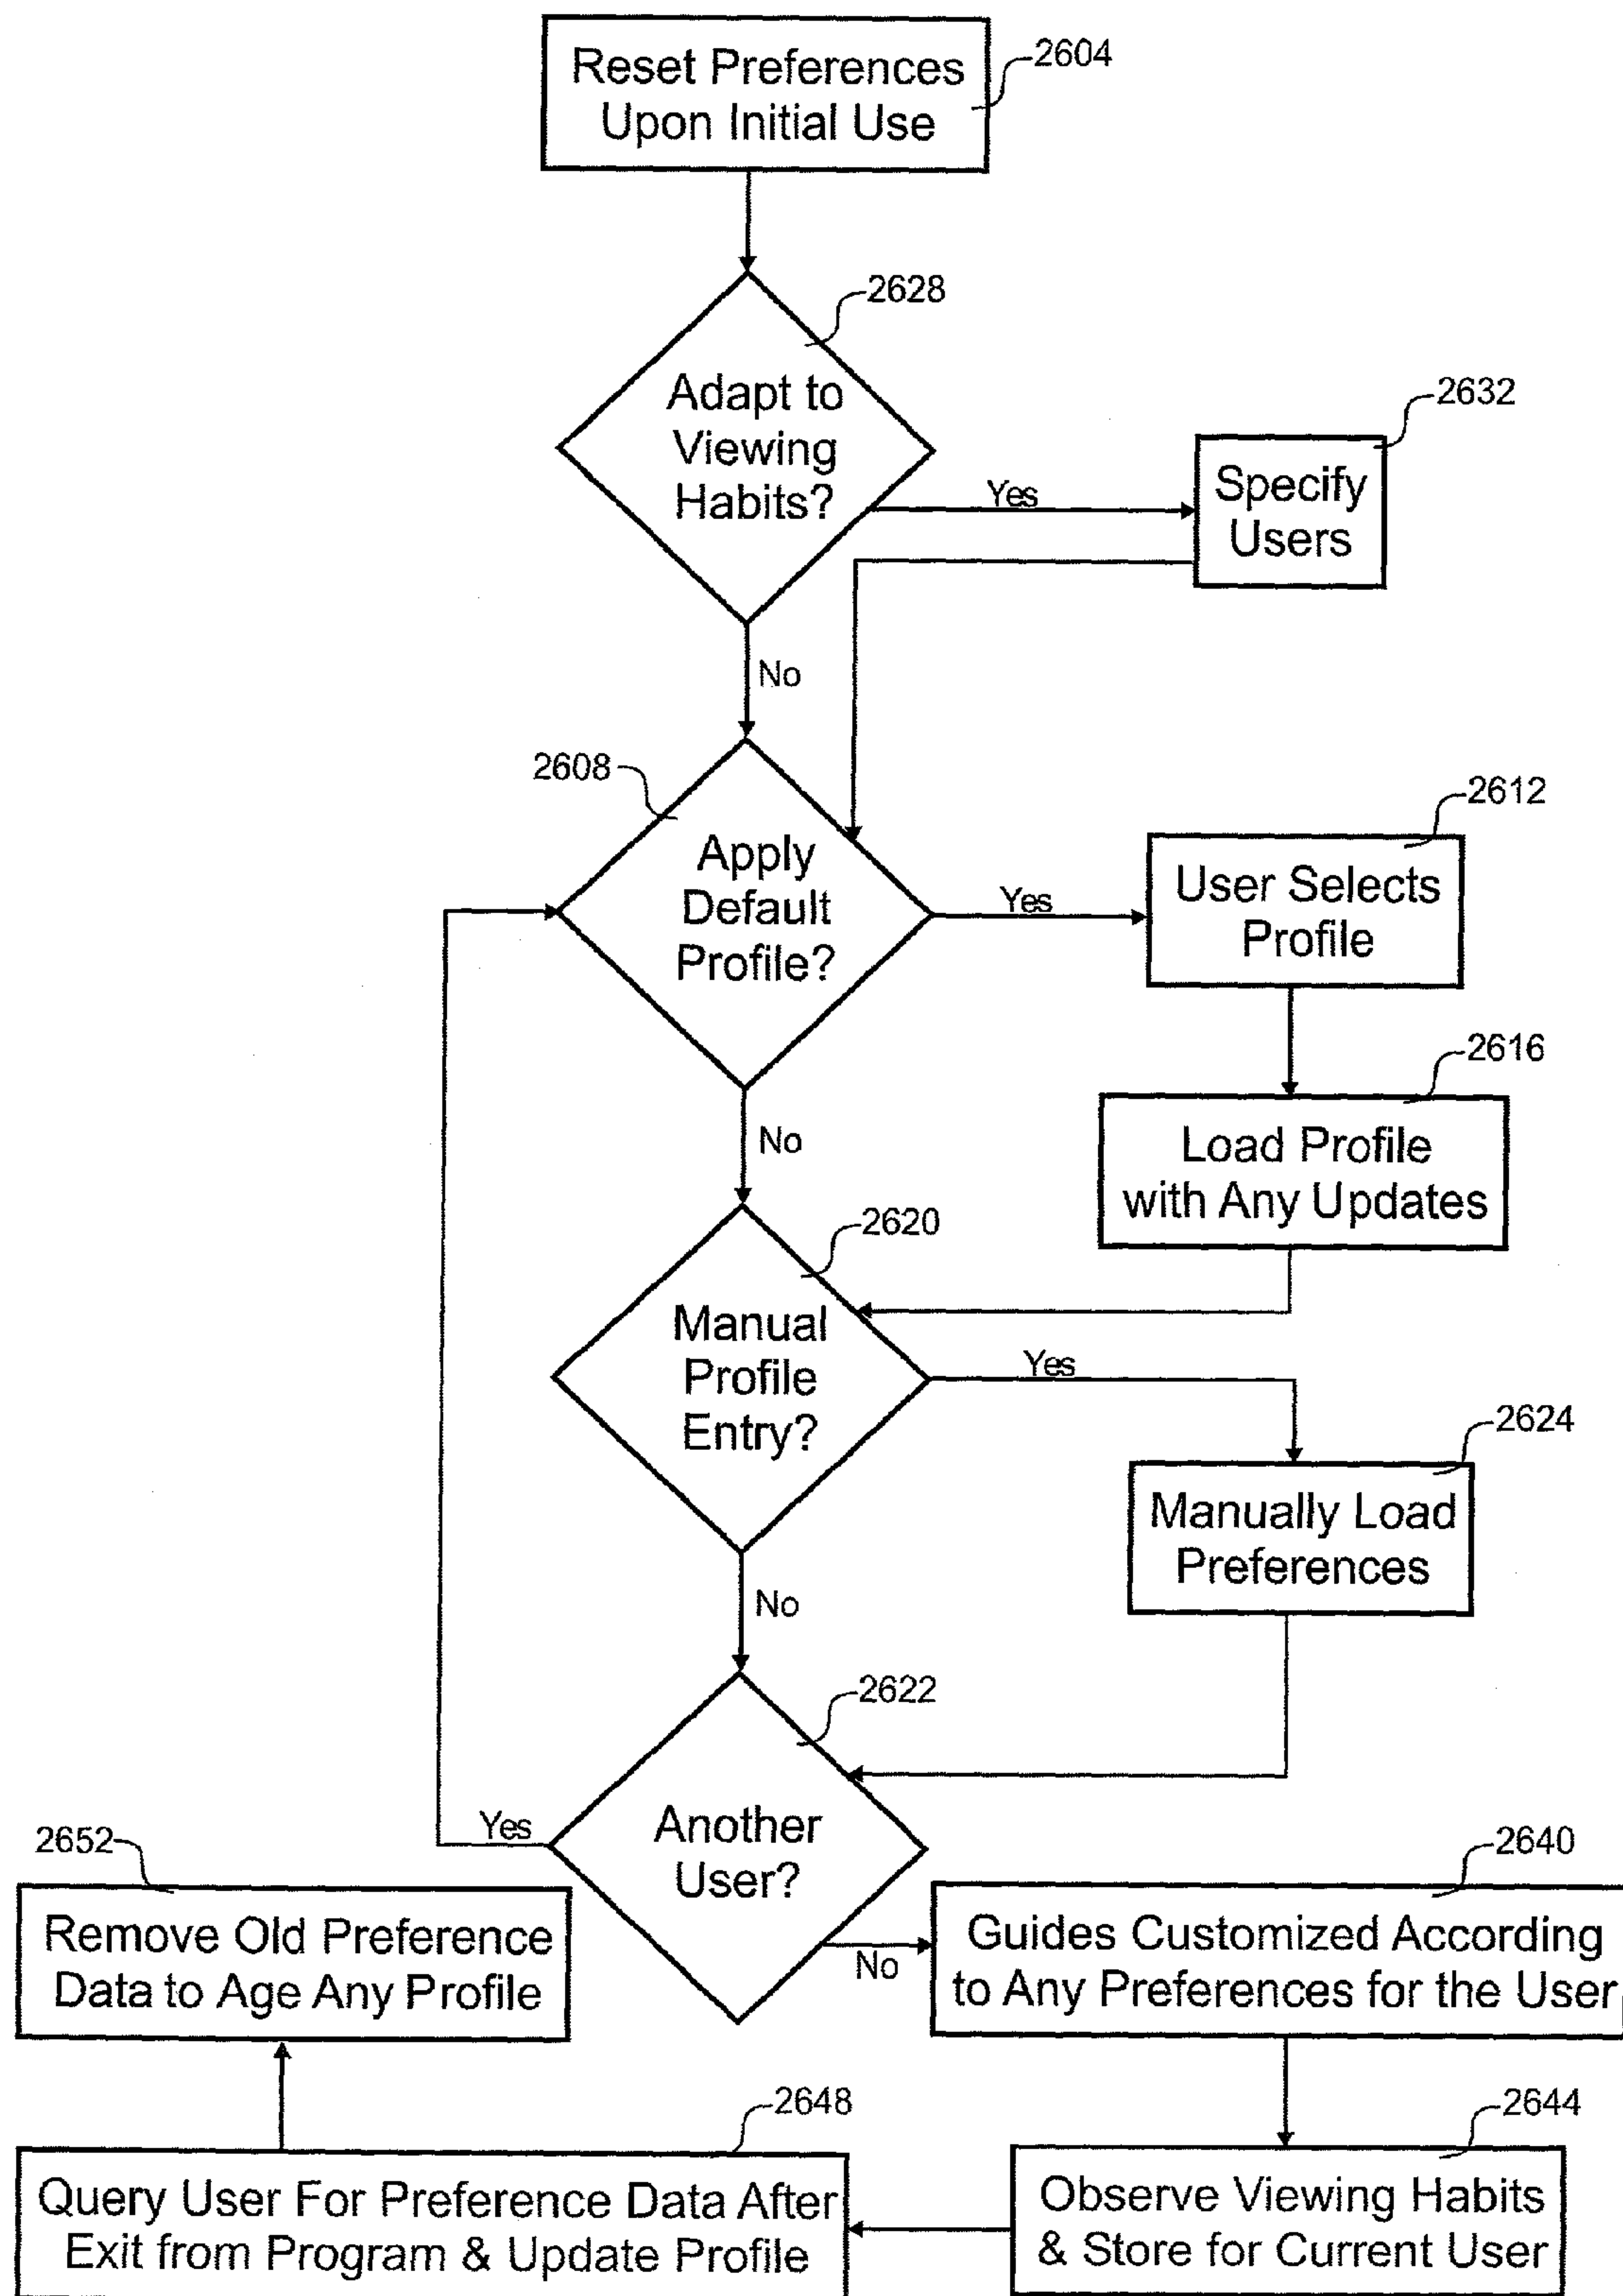 Reset Preferences
Upon Initial Use
2604
2628
Adapt to
Viewing
Habits?
Yes
2632
Specify
Users
No
2608
Apply
Default
Profile?
Yes
2612
User Selects
Profile
2616
Load Profile
with Any Updates
No
2620
Manual
Profile
Entry?
Yes
2624
Manually Load
Preferences
No
2622
Another
User?
Yes
No
2640
Guides Customized According
to Any Preferences for the User
2644
Observe Viewing Habits
& Store for Current User
2648
Query User For Preference Data After
Exit from Program & Update Profile
2652
Remove Old Preference
Data to Age Any Profile